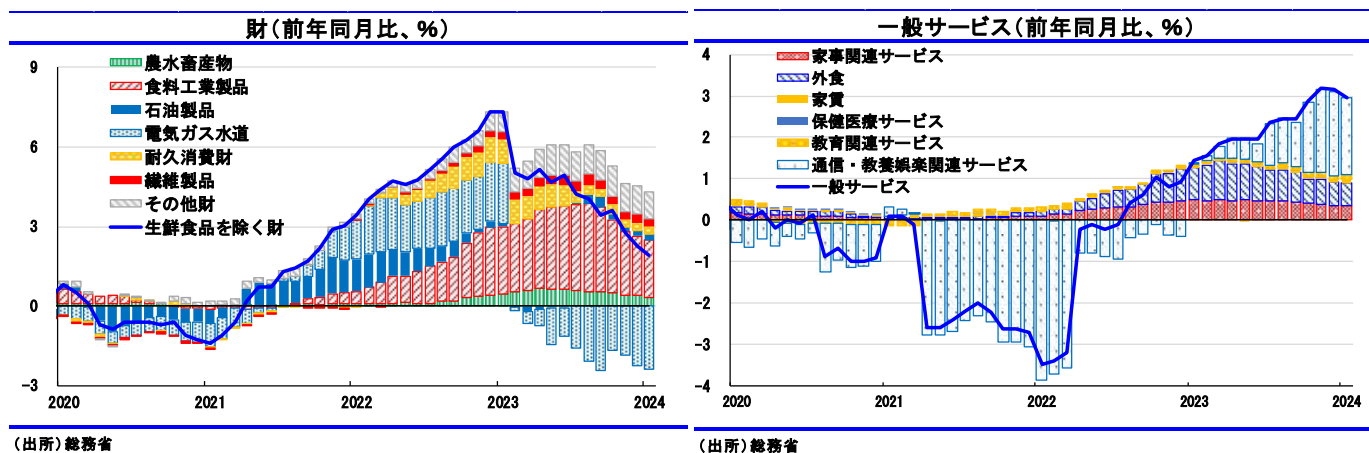 財(前年同月比、%)
9
6
3
0
-3
農水畜産物
食料工業製品
石油製品
電気ガス水道
耐久消費財
繊維製品
その他財
生鮮食品を除く財
2020
2021
2022
2023
2024
(出所)総務省
一般サービス(前年同月比、%)
4
3
2
1
0
-1
-2
-3
-4
家事関連サービス
外食
家賃
保健医療サービス
教育関連サービス
通信・教養娯楽関連サービス
一般サービス
2020
2021
2022
2023
2024
(出所)総務省